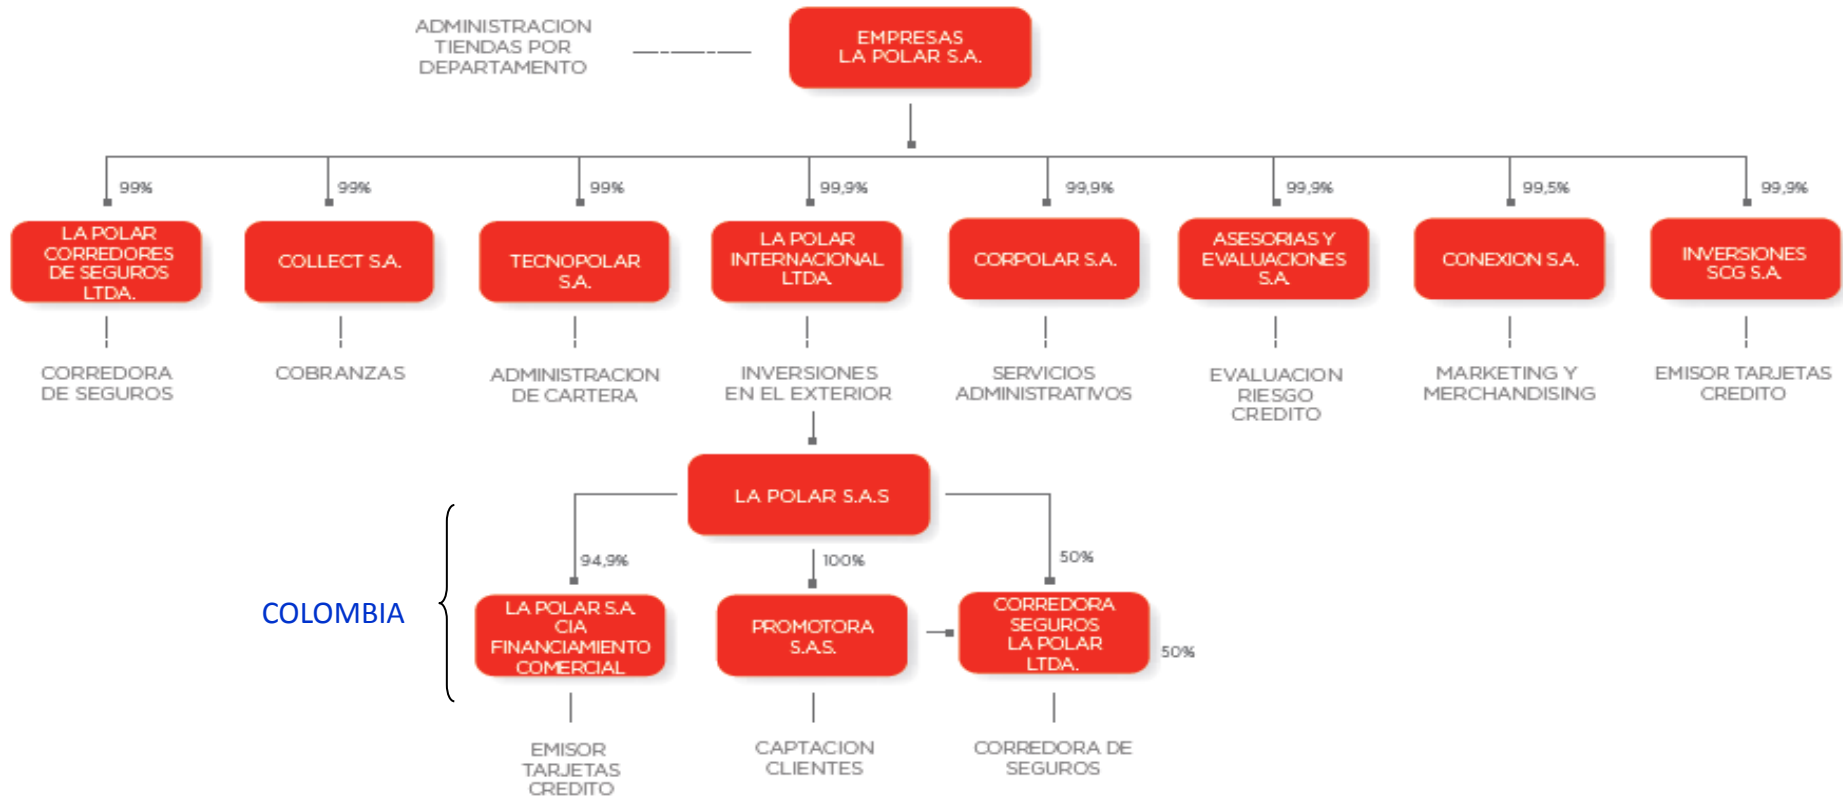 ADMINISTRACION
TIENDAS POR
DEPARTAMENTO
EMPRESAS
LA POLAR S.A.
99%
99%
99%
99,9%
99,9%
99,9%
99,5%
99,9%
LA POLAR
CORREDORES
DE SEGUROS
LTDA.
COLLECT S.A.
TECNOPOLAR
S.A.
LA POLAR
INTERNACIONAL
LTDA.
CORPOLAR S.A.
ASESORIAS Y
EVALUACIONES
S.A.
CONEXION S.A.
INVERSIONES
SCG S.A.
CORREDORA
DE SEGUROS
COBRANZAS
ADMINISTRACION
DE CARTERA
INVERSIONES
EN EL EXTERIOR
SERVICIOS
ADMINISTRATIVOS
EVALUACION
RIESGO
CREDITO
MARKETING Y
MERCHANDISING
EMISOR TARJETAS
CREDITO
LA POLAR S.A.S
94,9%
100%
50%
COLOMBIA
LA POLAR S.A.
CIA
FINANCIAMIENTO
COMERCIAL
PROMOTORA
S.A.S.
CORREDORA
SEGUROS
LA POLAR
LTDA.
50%
EMISOR
TARJETAS
CREDITO
CAPTACION
CLIENTES
CORREDORA DE
SEGUROS